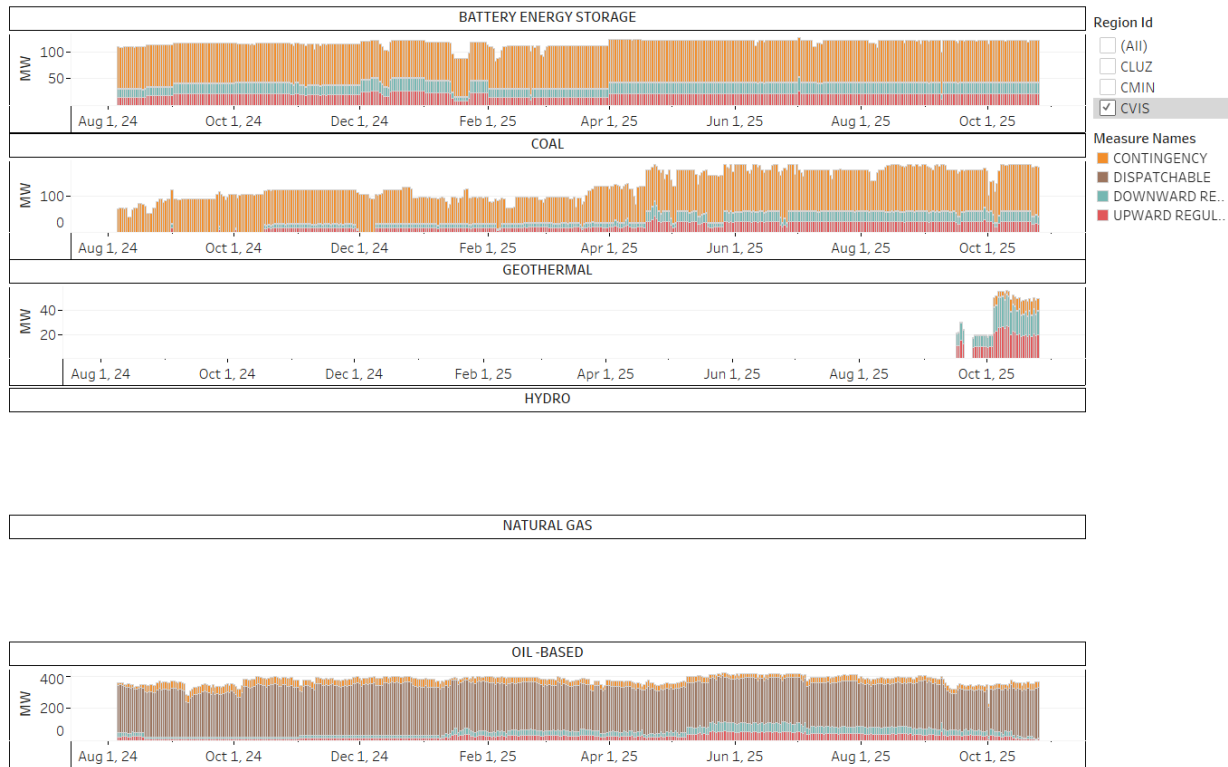 BATTERY ENERGY STORAGE
MW
100
50
Aug 1, 24 Oct 1, 24 Dec 1, 24 Feb 1, 25 Apr 1, 25 Jun 1, 25 Aug 1, 25 Oct 1, 25
COAL
MW
100
0
Aug 1, 24 Oct 1, 24 Dec 1, 24 Feb 1, 25 Apr 1, 25 Jun 1, 25 Aug 1, 25 Oct 1, 25
GEOTHERMAL
MW
40
20
Aug 1, 24 Oct 1, 24 Dec 1, 24 Feb 1, 25 Apr 1, 25 Jun 1, 25 Aug 1, 25 Oct 1, 25
HYDRO
NATURAL GAS
OIL -BASED
MW
400
200
0
Aug 1, 24 Oct 1, 24 Dec 1, 24 Feb 1, 25 Apr 1, 25 Jun 1, 25 Aug 1, 25 Oct 1, 25
Region Id
(All)
CLUZ
CMIN
CVIS
Measure Names
CONTINGENCY
DISPATCHABLE
DOWNWARD RE..
UPWARD REGUL..